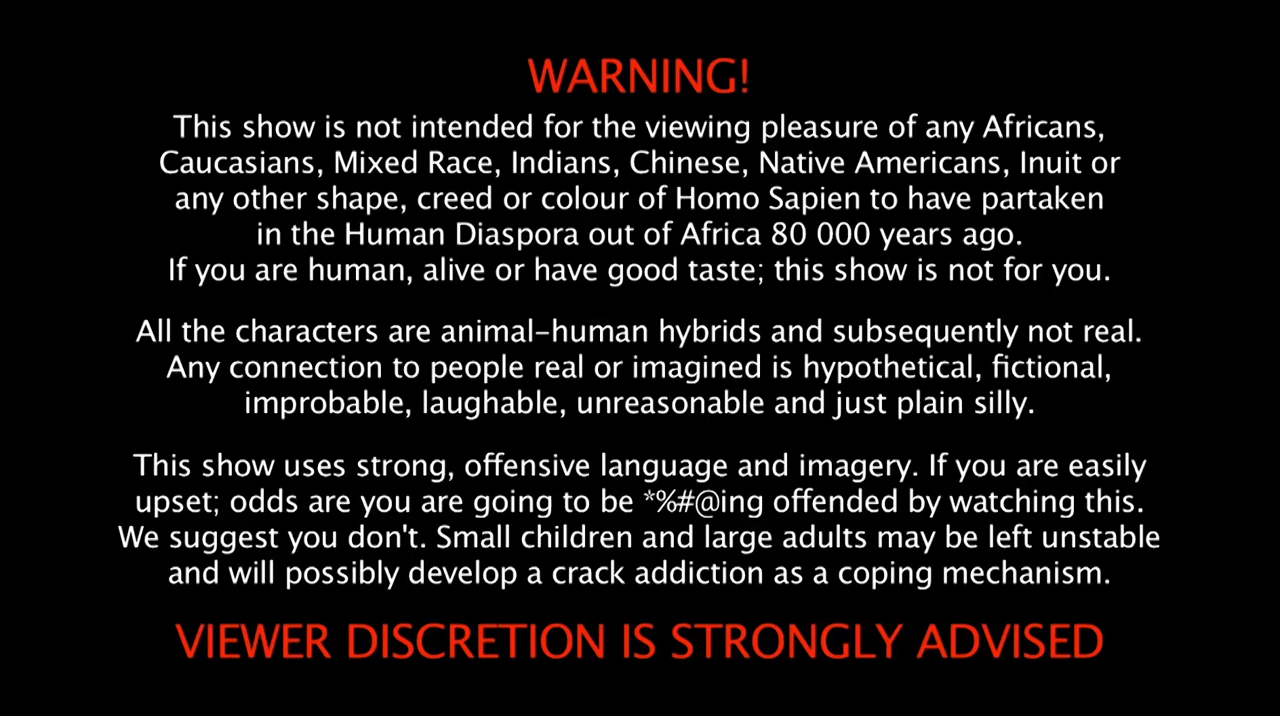 WARNING!
This show is not intended for the viewing pleasure of any Africans,
Caucasians, Mixed Race, Indians, Chinese, Native Americans, Inuit or
any other shape, creed or colour of Homo Sapien to have partaken
in the Human Diaspora out of Africa 80 000 years ago.
If you are human, alive or have good taste; this show is not for you.
All the characters are animal-human hybrids and subsequently not real.
Any connection to people real or imagined is hypothetical, fictional,
improbable, laughable, unreasonable and just plain silly.
This show uses strong, offensive language and imagery. If you are easily
upset; odds are you are going to be *%#@ing offended by watching this.
We suggest you don't. Small children and large adults may be left unstable
and will possibly develop a crack addiction as a coping mechanism.
VIEWER DISCRETION IS STRONGLY ADVISED